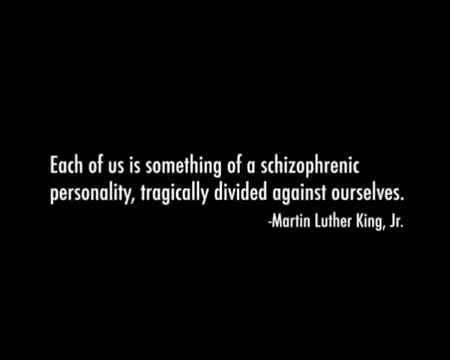 Each of us is something of a schizophrenic
personality, tragically divided against ourselves.
-Martin Luther King, Jr.